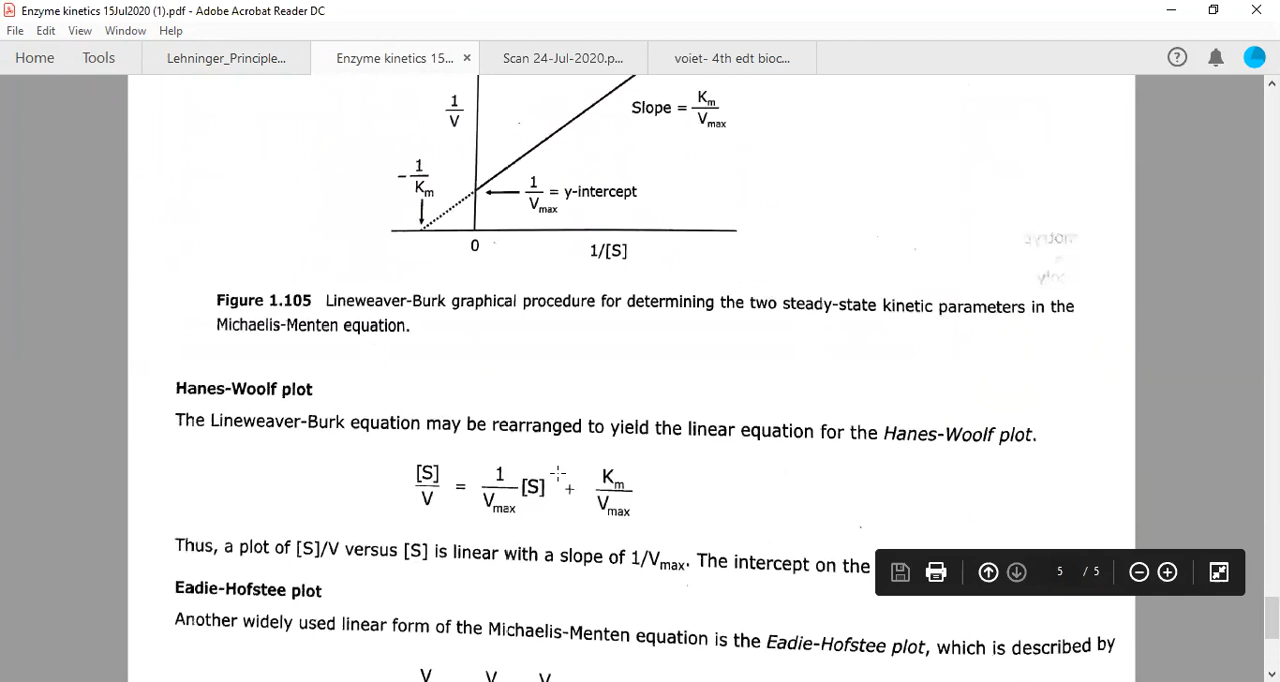 Enzyme kinetics 15Jul2020 (1).pdf - Adobe Acrobat Reader DC
File Edit View Window Help
Home Tools Lehninger_Principle... Enzyme kinetics 15... × Scan 24-Jul-2020.p... voiet- 4th edt bioc...
1/V
Slope = Km/Vmax
-1/Km
1/Vmax = y-intercept
0
1/[S]
Figure 1.105 Lineweaver-Burk graphical procedure for determining the two steady-state kinetic parameters in the
Michaelis-Menten equation.
Hanes-Woolf plot
The Lineweaver-Burk equation may be rearranged to yield the linear equation for the Hanes-Woolf plot.
[S]/V = 1/Vmax [S] + Km/Vmax
Thus, a plot of [S]/V versus [S] is linear with a slope of 1/Vmax. The intercept on the
5 / 5
Eadie-Hofstee plot
Another widely used linear form of the Michaelis-Menten equation is the Eadie-Hofstee plot, which is described by
V V V